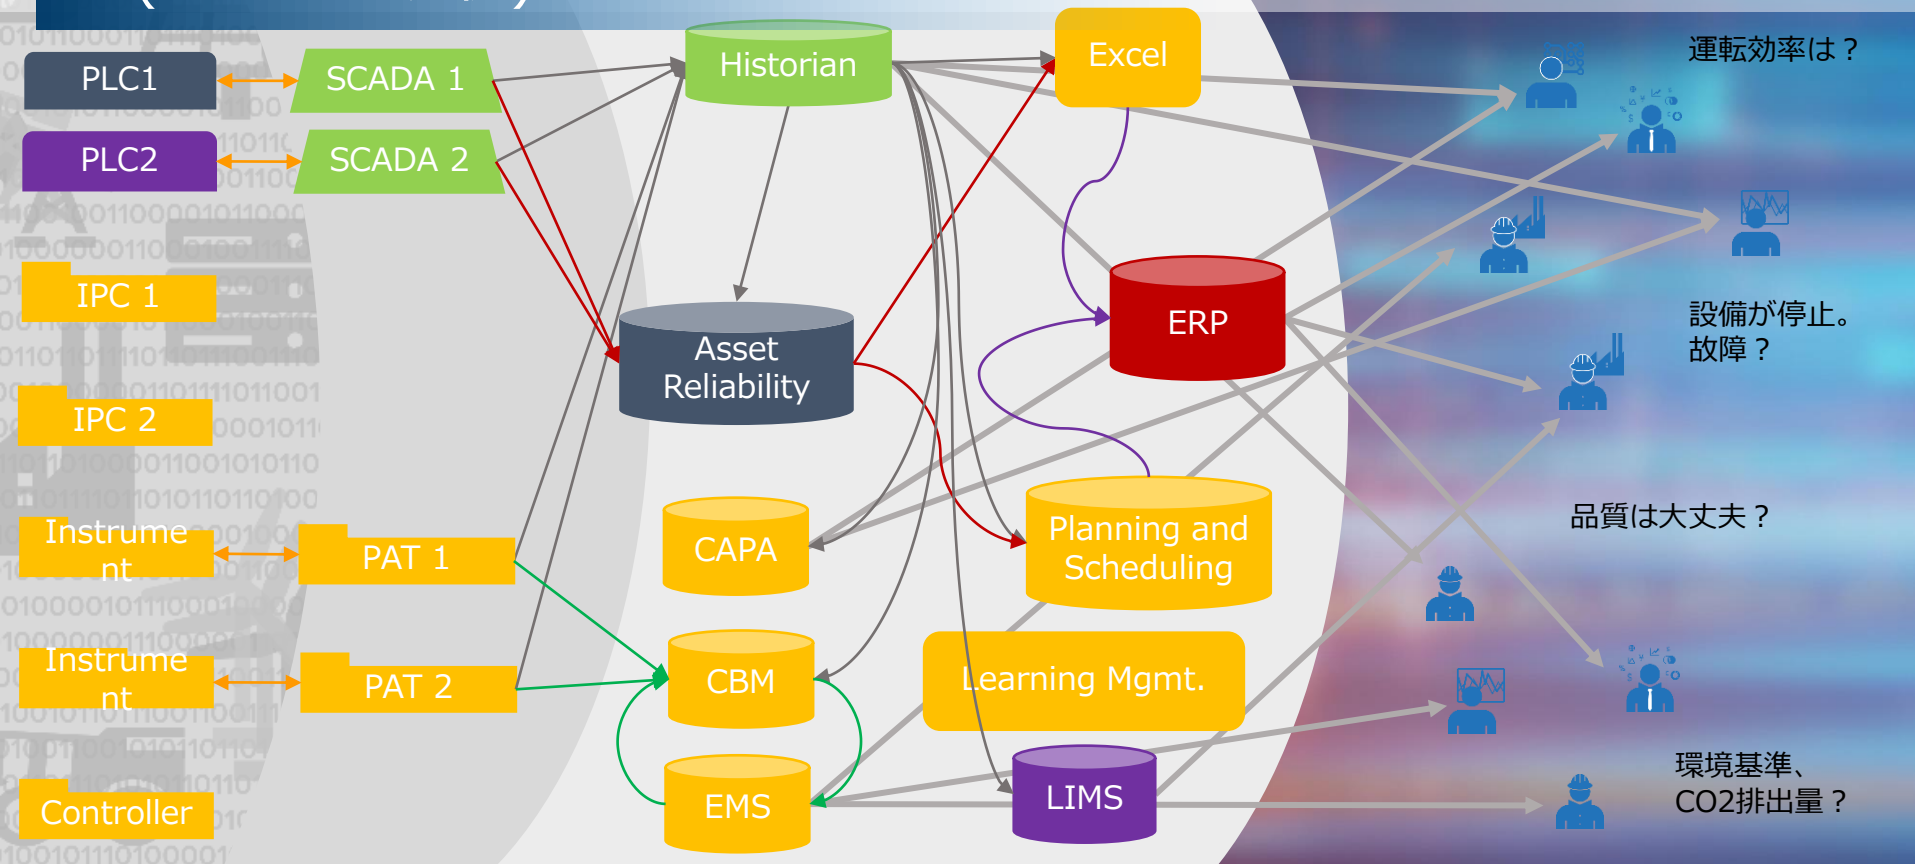 PLC1
SCADA 1
Historian
Excel
運転効率は？
PLC2
SCADA 2
IPC 1
ERP
設備が停止。
故障？
Asset
Reliability
IPC 2
品質は大丈夫？
Instrume
nt
PAT 1
CAPA
Planning and
Scheduling
Instrume
nt
PAT 2
CBM
Learning Mgmt.
Controller
EMS
LIMS
環境基準、
CO2排出量？